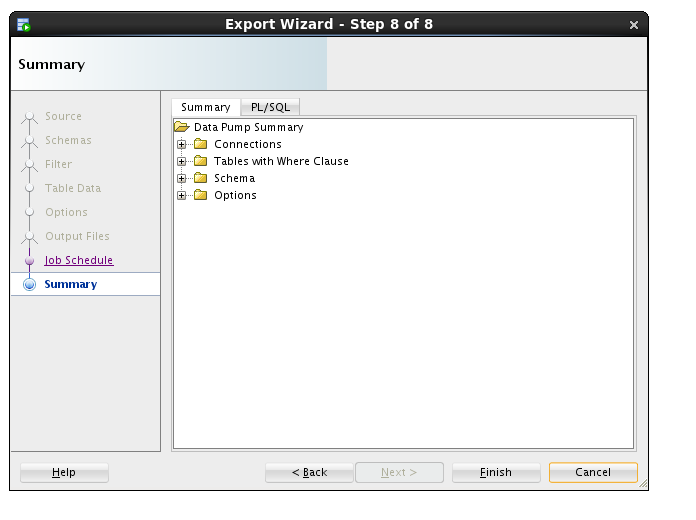 Export Wizard - Step 8 of 8
Summary
Source
Schemas
Filter
Table Data
Options
Output Files
Job Schedule
Summary
Summary PL/SQL
Data Pump Summary
Connections
Tables with Where Clause
Schema
Options
Help < Back Next > Finish Cancel